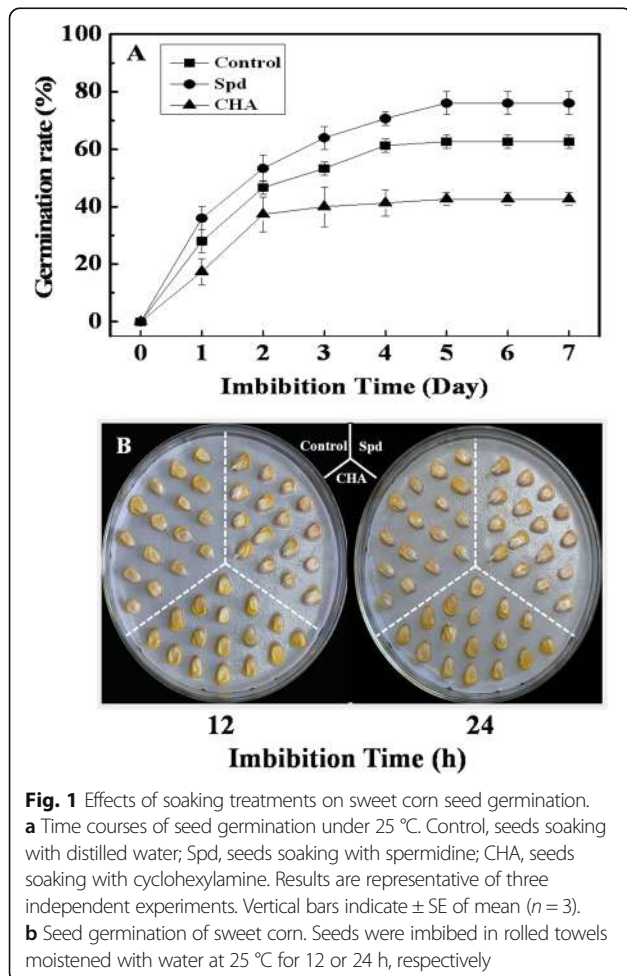 100
A
Control
Spd
CHA
80
60
40
20
0
Germination rate (%)
0 1 2 3 4 5 6 7
Imbibition Time (Day)
B
Control Spd
CHA
12 24
Imbibition Time (h)
Fig. 1 Effects of soaking treatments on sweet corn seed germination.
a Time courses of seed germination under 25 °C. Control, seeds soaking
with distilled water; Spd, seeds soaking with spermidine; CHA, seeds
soaking with cyclohexylamine. Results are representative of three
independent experiments. Vertical bars indicate ± SE of mean (n = 3).
b Seed germination of sweet corn. Seeds were imbibed in rolled towels
moistened with water at 25 °C for 12 or 24 h, respectively